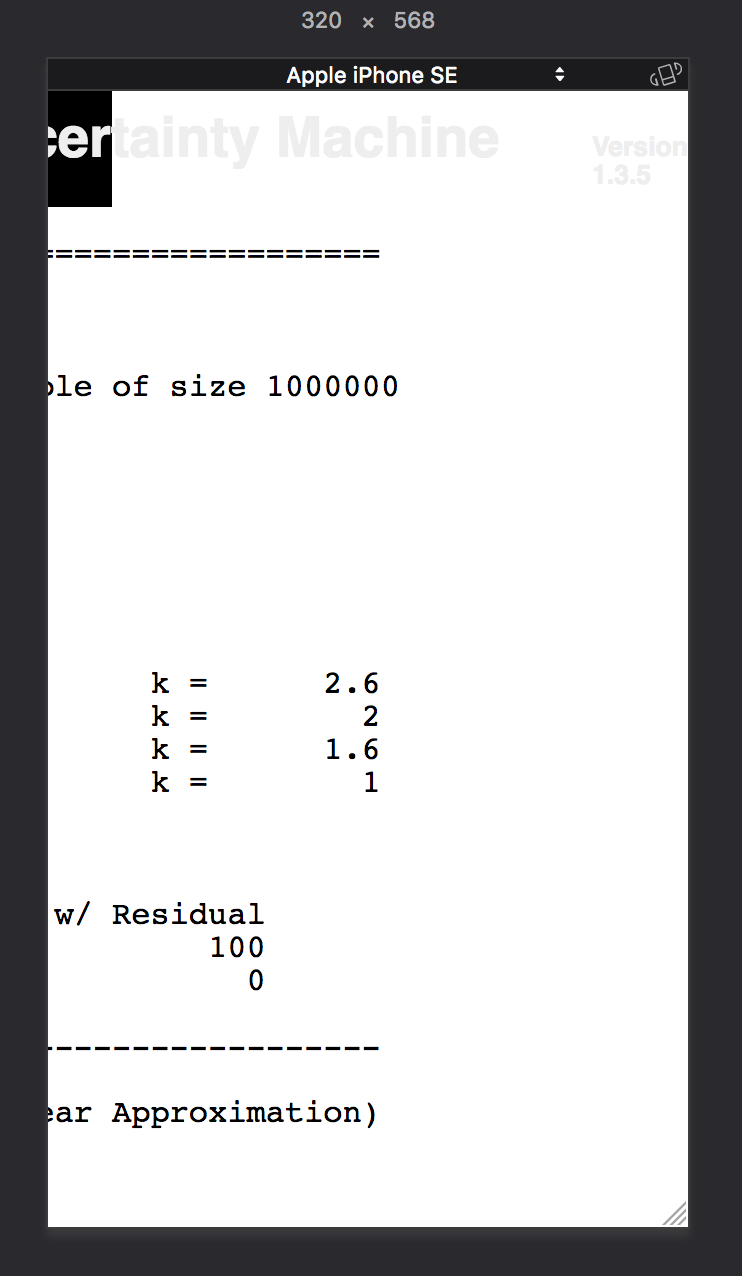 320 × 568
Apple iPhone SE
certainty Machine
Version
1.3.5
==================
ple of size 1000000
k = 2.6
k = 2
k = 1.6
k = 1
w/ Residual
100
0
------------------
ear Approximation)